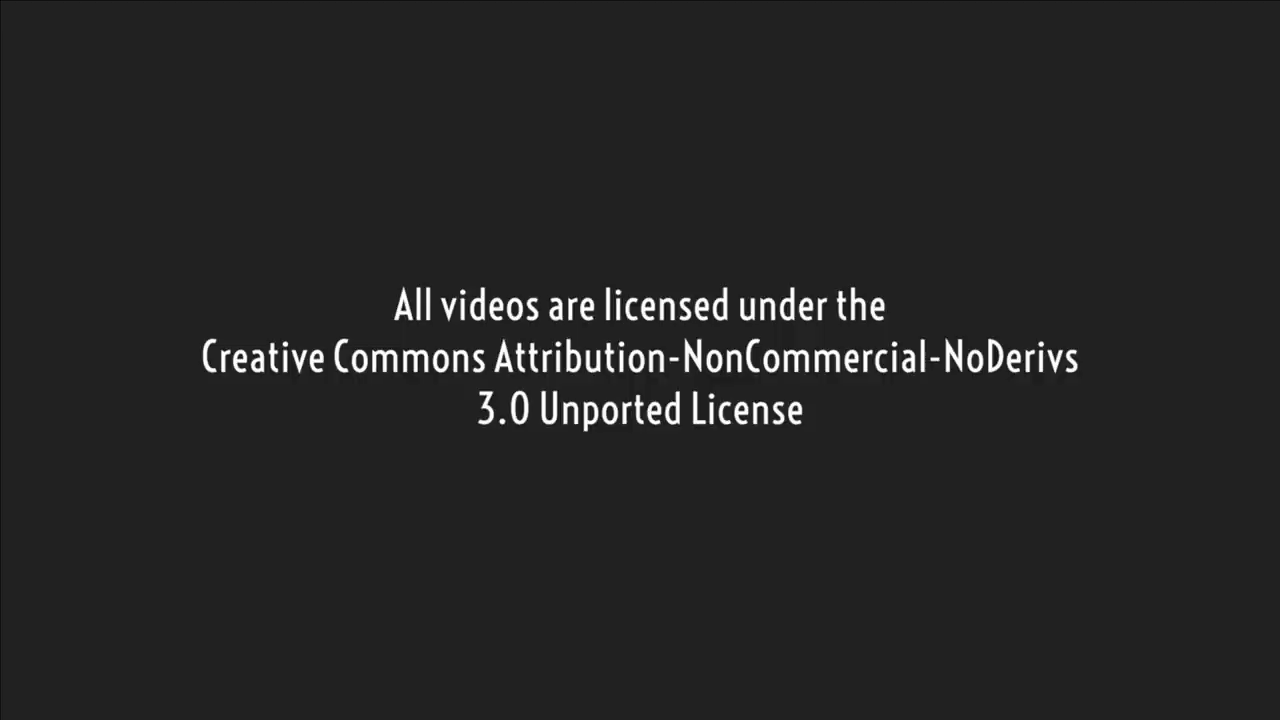 All videos are licensed under the
Creative Commons Attribution-NonCommercial-NoDerivs
3.0 Unported License